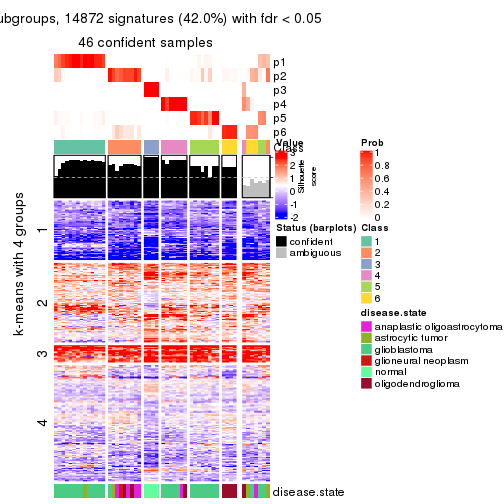 ubgroups, 14872 signatures (42.0%) with fdr < 0.05
46 confident samples
p1
p2
p3
p4
p5
p6
Class
Value
3
2
1
0
-1
-2
Silhouette
score
Prob
1
0.8
0.6
0.4
0.2
0
Status (barplots)
confident
ambiguous
Class
1
2
3
4
5
6
disease.state
anaplastic oligoastrocytoma
astrocytic tumor
glioblastoma
glioneural neoplasm
normal
oligodendroglioma
k-means with 4 groups
1
2
3
4
disease.state